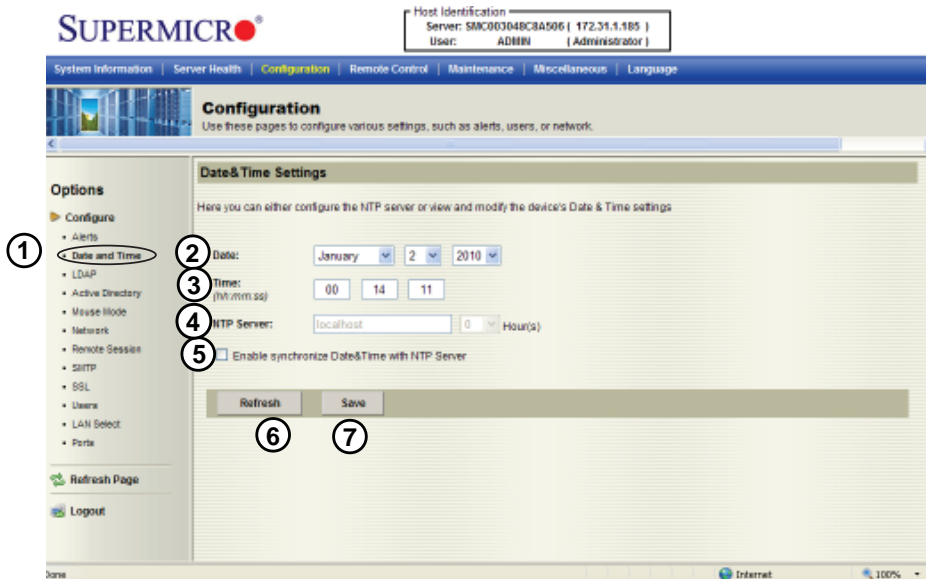 SUPERMICR
Host Identification
Server: SMC003048C8A506 ( 172.31.1.185 )
User: ADMIN ( Administrator )
System Information | Server Health | Configuration | Remote Control | Maintenance | Miscellaneous | Language
Configuration
Use these pages to configure various settings, such as alerts, users, or network.
Options
Configure
• Alerts
1 • Date and Time
• LDAP
• Active Directory
• Mouse Mode
• Network
• Remote Session
• SMTP
• SSL
• Users
• LAN Select
• Ports
Refresh Page
Logout
Date&Time Settings
Here you can either configure the NTP server or view and modify the device's Date & Time settings
2 Date: January 2 2010
3 Time: 00 14 11
(hh:mm:ss)
4 NTP Server: localhost 0 Hour(s)
5 Enable synchronize Date&Time with NTP Server
Refresh Save
6 7
Done Internet 100%